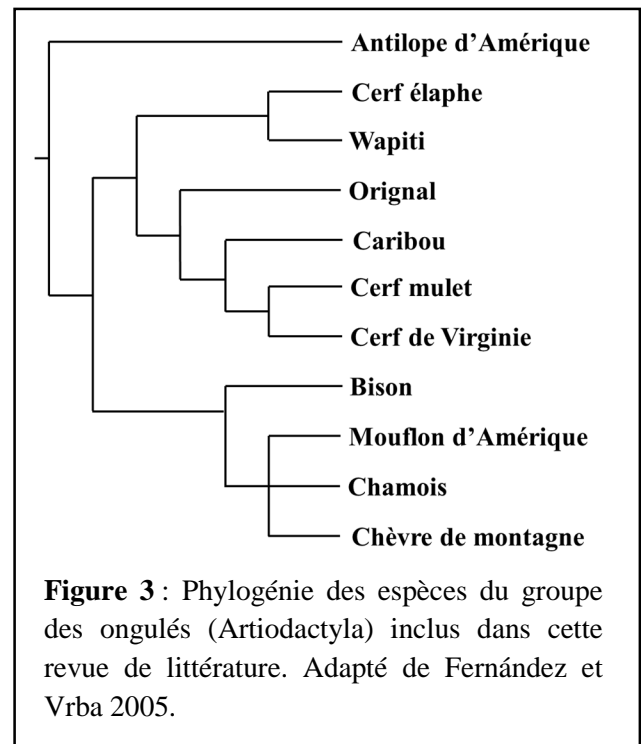 Antilope d’Amérique
Cerf élaphe
Wapiti
Orignal
Caribou
Cerf mulet
Cerf de Virginie
Bison
Mouflon d’Amérique
Chamois
Chèvre de montagne
Figure 3 : Phylogénie des espèces du groupe
des ongulés (Artiodactyla) inclus dans cette
revue de littérature. Adapté de Fernández et
Vrba 2005.